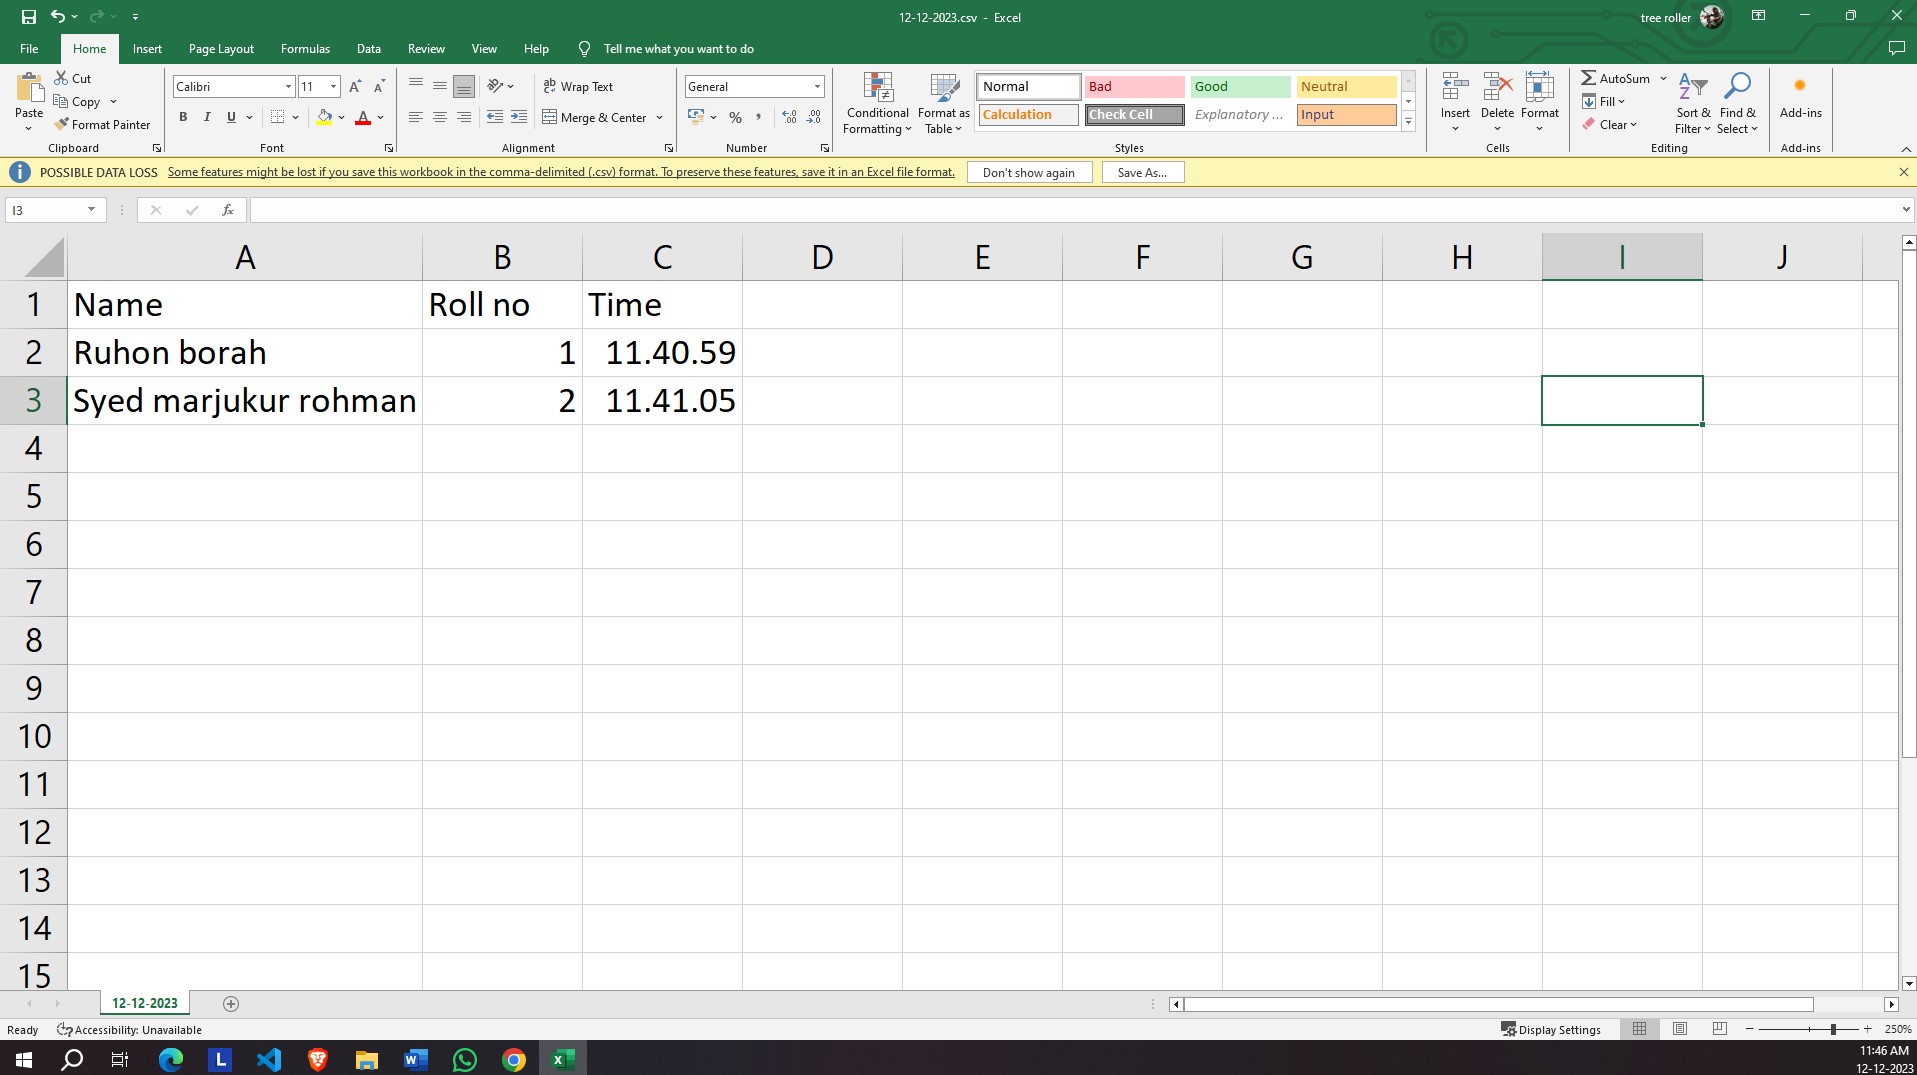 12-12-2023.csv - Excel
tree roller
File Home Insert Page Layout Formulas Data Review View Help Tell me what you want to do
Paste
Cut
Copy
Format Painter
Clipboard
Calibri 11
B I U
Font
Wrap Text
Merge & Center
Alignment
General
Number
Conditional Formatting
Format as Table
Normal Bad Good Neutral
Calculation Check Cell Explanatory ... Input
Styles
Insert Delete Format
Cells
AutoSum
Fill
Clear
Sort & Filter
Find & Select
Editing
Add-ins
Add-ins
POSSIBLE DATA LOSS Some features might be lost if you save this workbook in the comma-delimited (.csv) format. To preserve these features, save it in an Excel file format. Don't show again Save As...
I3 fx
A B C D E F G H I J
1 Name Roll no Time
2 Ruhon borah 1 11.40.59
3 Syed marjukur rohman 2 11.41.05
4
5
6
7
8
9
10
11
12
13
14
15
12-12-2023
Ready Accessibility: Unavailable Display Settings 250%
11:46 AM
12-12-2023